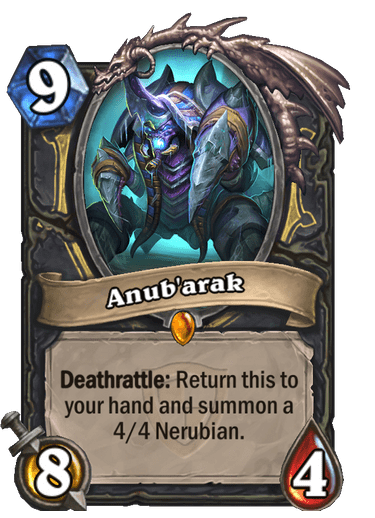 9
Anub'arak
Deathrattle: Return this to
your hand and summon a
4/4 Nerubian.
8
4